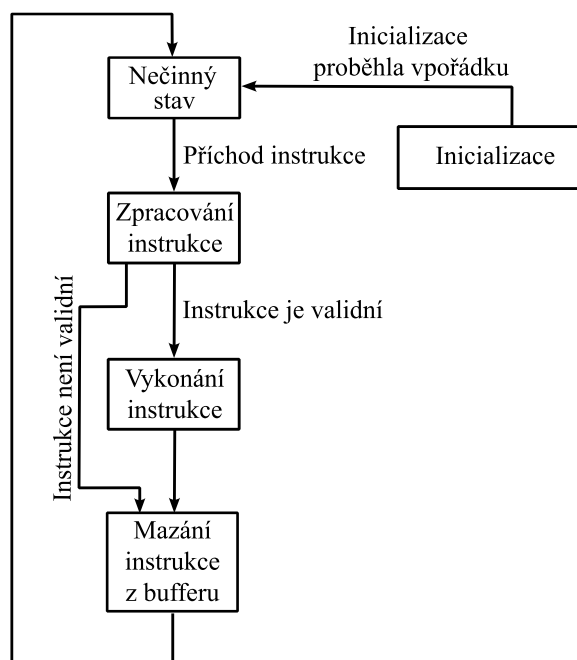 Inicializace
proběhla vpořádku
Nečinný
stav
Inicializace
Příchod instrukce
Zpracování
instrukce
Instrukce není validní
Instrukce je validní
Vykonání
instrukce
Mazání
instrukce
z bufferu